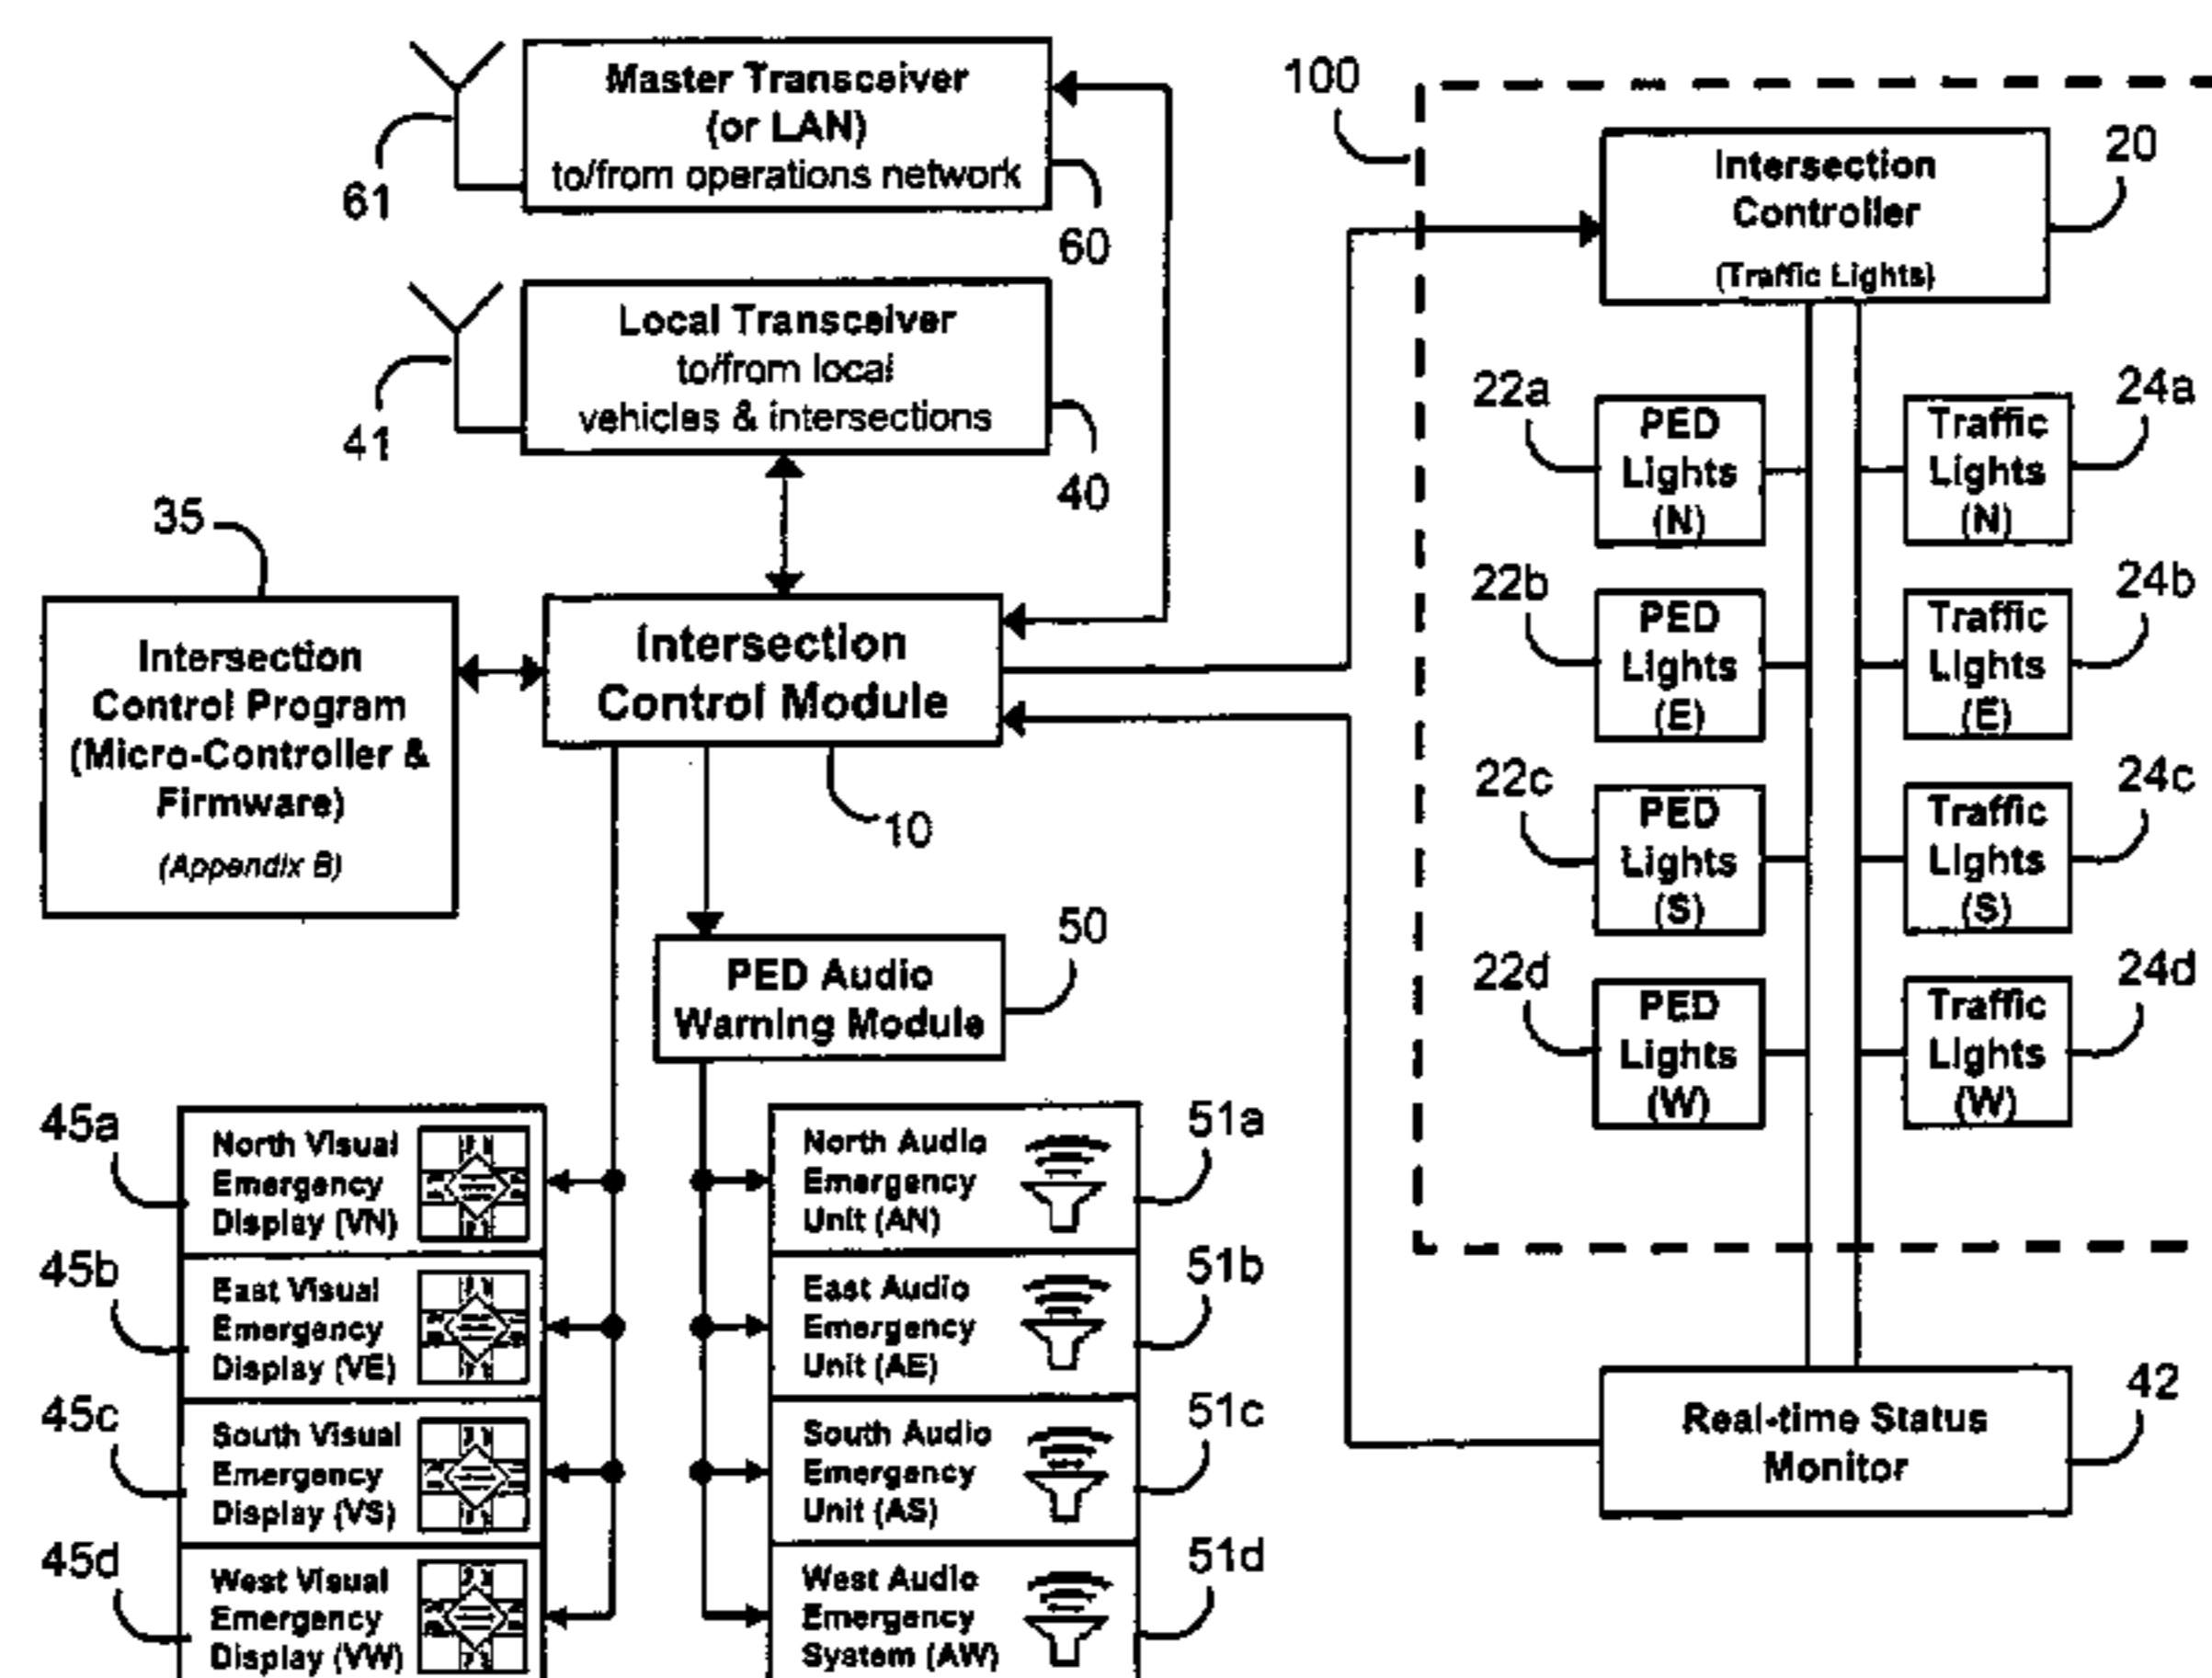 Master Transceiver
(or LAN)
to/from operations network
61
60
Local Transceiver
to/from local
vehicles & intersections
41
40
35
Intersection
Control Program
(Micro-Controller &
Firmware)
(Appendix B)
Intersection
Control Module
10
50
PED Audio
Warning Module
45a
North Visual
Emergency
Display (VN)
45b
East Visual
Emergency
Display (VE)
45c
South Visual
Emergency
Display (VS)
45d
West Visual
Emergency
Display (VW)
North Audio
Emergency
Unit (AN)
51a
East Audio
Emergency
Unit (AE)
51b
South Audio
Emergency
Unit (AS)
51c
West Audio
Emergency
System (AW)
51d
100
Intersection
Controller
(Traffic Lights)
20
22a
PED
Lights
(N)
Traffic
Lights
(N)
24a
22b
PED
Lights
(E)
Traffic
Lights
(E)
24b
22c
PED
Lights
(S)
Traffic
Lights
(S)
24c
22d
PED
Lights
(W)
Traffic
Lights
(W)
24d
Real-time Status
Monitor
42